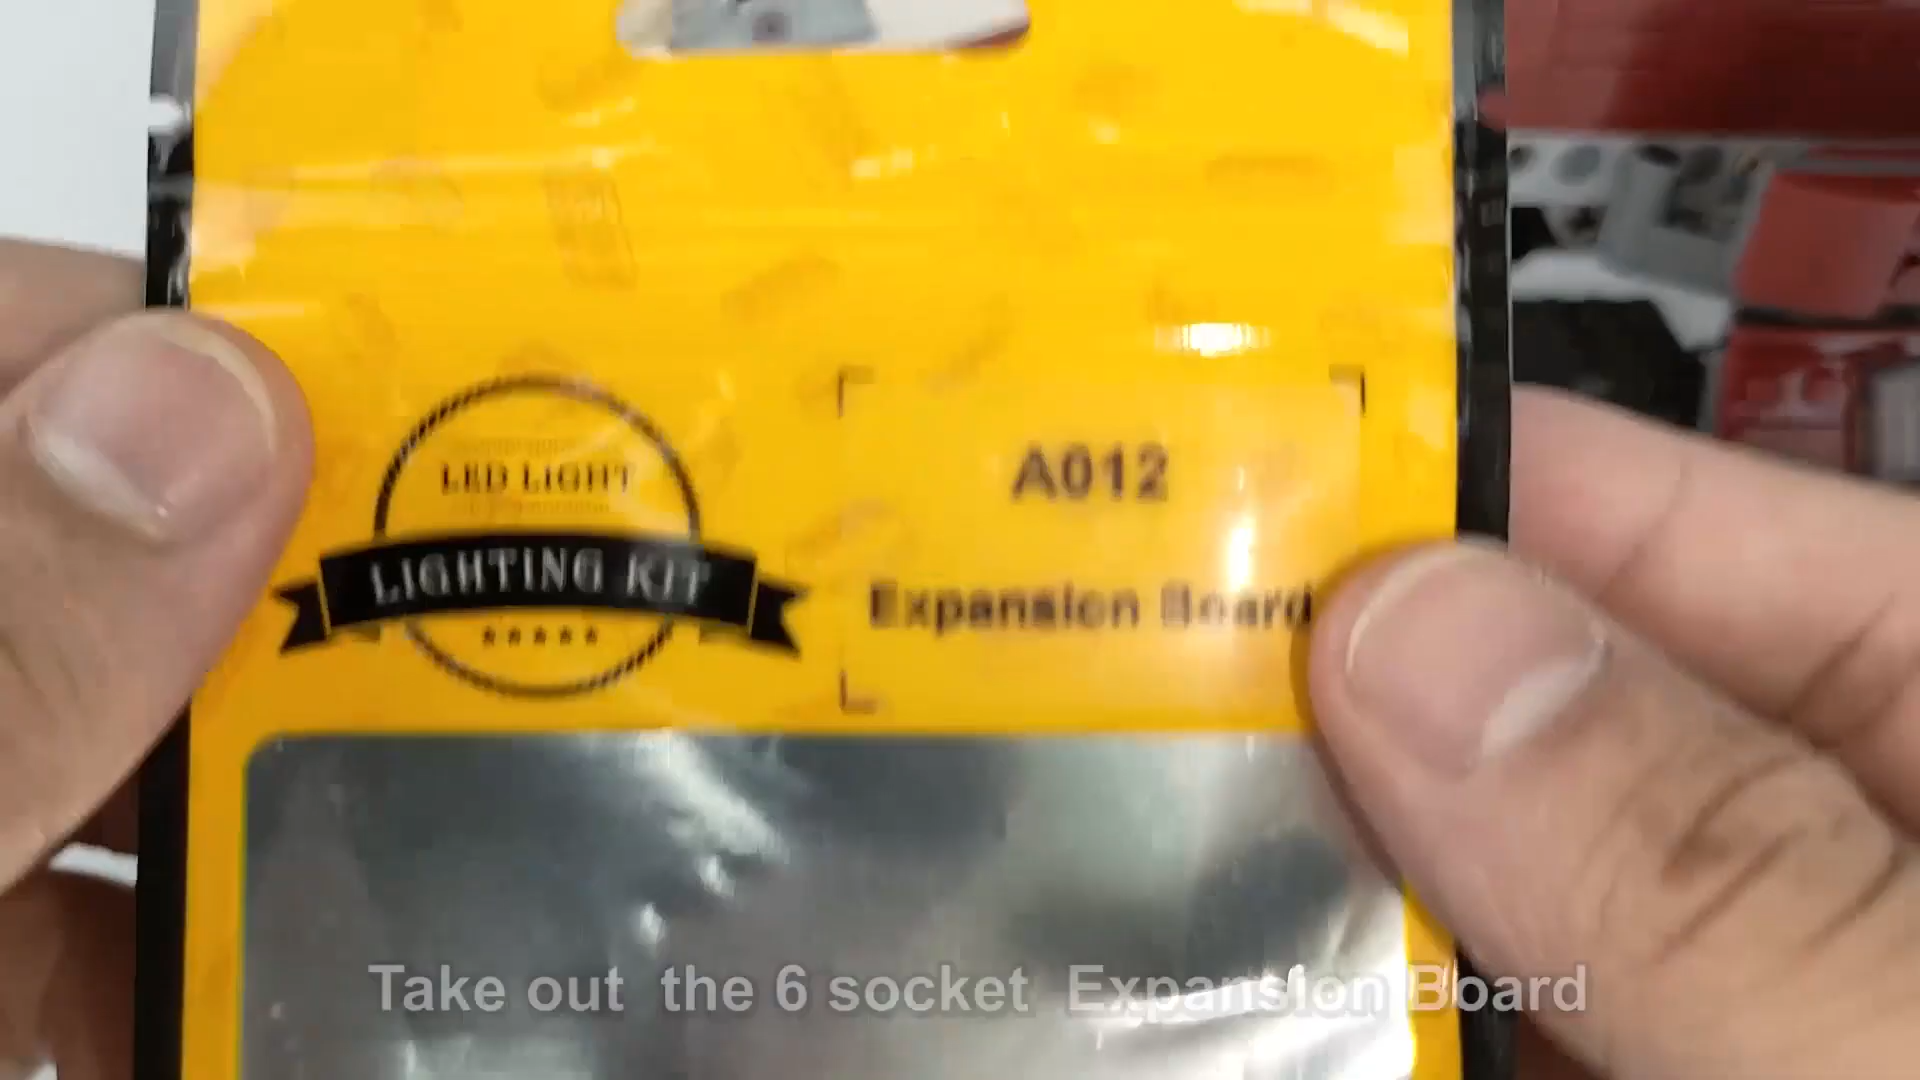 LED LIGHT
LIGHTING KIT
A012
Expansion Board
Take out the 6 socket Expansion Board